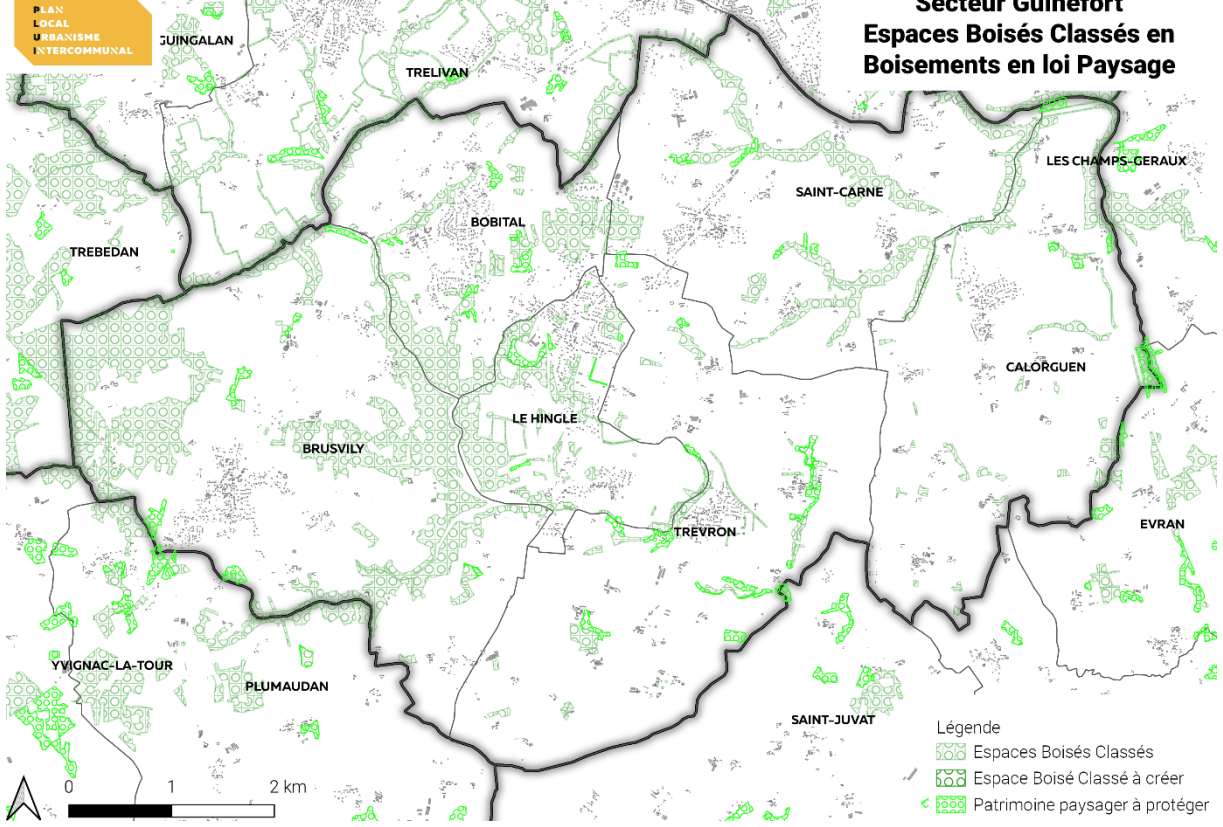 PLAN
LOCAL
URBANISME
INTERCOMMUNAL
Secteur Guinefort
Espaces Boisés Classés en
Boisements en loi Paysage
GUINGALAN
TRELIVAN
LES CHAMPS-GERAUX
SAINT-CARNE
BOBITAL
TREBEDAN
CALORGUEN
LE HINGLE
BRUSVILY
EVRAN
TREVRON
YVIGNAC-LA-TOUR
PLUMAUDAN
SAINT-JUVAT
Légende
Espaces Boisés Classés
Espace Boisé Classé à créer
Patrimoine paysager à protéger
0 1 2 km